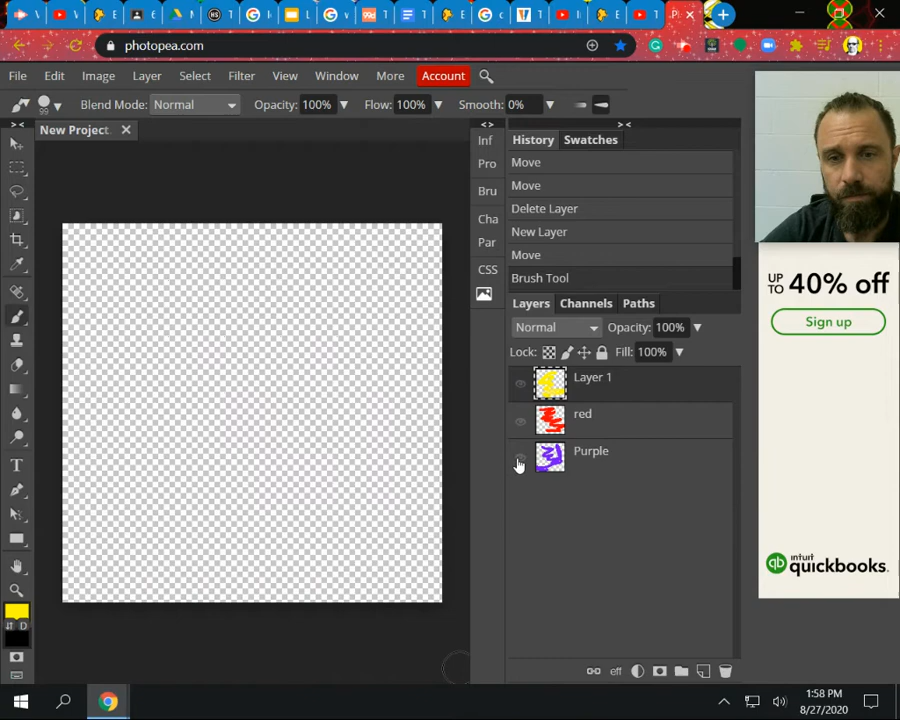 photopea.com
File Edit Image Layer Select Filter View Window More Account
Blend Mode: Normal Opacity: 100% Flow: 100% Smooth: 0%
99
New Project
Inf
Pro
Bru
Cha
Par
CSS
History Swatches
Move
Move
Delete Layer
New Layer
Move
Brush Tool
Layers Channels Paths
Normal Opacity: 100%
Lock: Fill: 100%
Layer 1
red
Purple
eff
D
UP TO 40% off
Sign up
intuit
quickbooks.
1:58 PM
8/27/2020